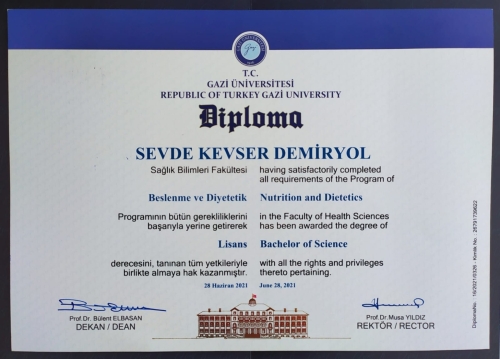 T.C.
GAZİ ÜNİVERSİTESİ
REPUBLIC OF TURKEY GAZI UNIVERSITY
Diploma
SEVDE KEVSER DEMİRYOL
Sağlık Bilimleri Fakültesi
having satisfactorily completed
all requirements of the Program of
Beslenme ve Diyetetik
Nutrition and Dietetics
Programının bütün gerekliliklerini
başarıyla yerine getirerek
in the Faculty of Health Sciences
has been awarded the degree of
Lisans
Bachelor of Science
derecesini, tanınan tüm yetkileriyle
birlikte almaya hak kazanmıştır.
with all the rights and privileges
thereto pertaining.
28 Haziran 2021
June 28, 2021
Prof.Dr. Bülent ELBASAN
DEKAN / DEAN
Prof.Dr.Musa YILDIZ
REKTÖR / RECTOR